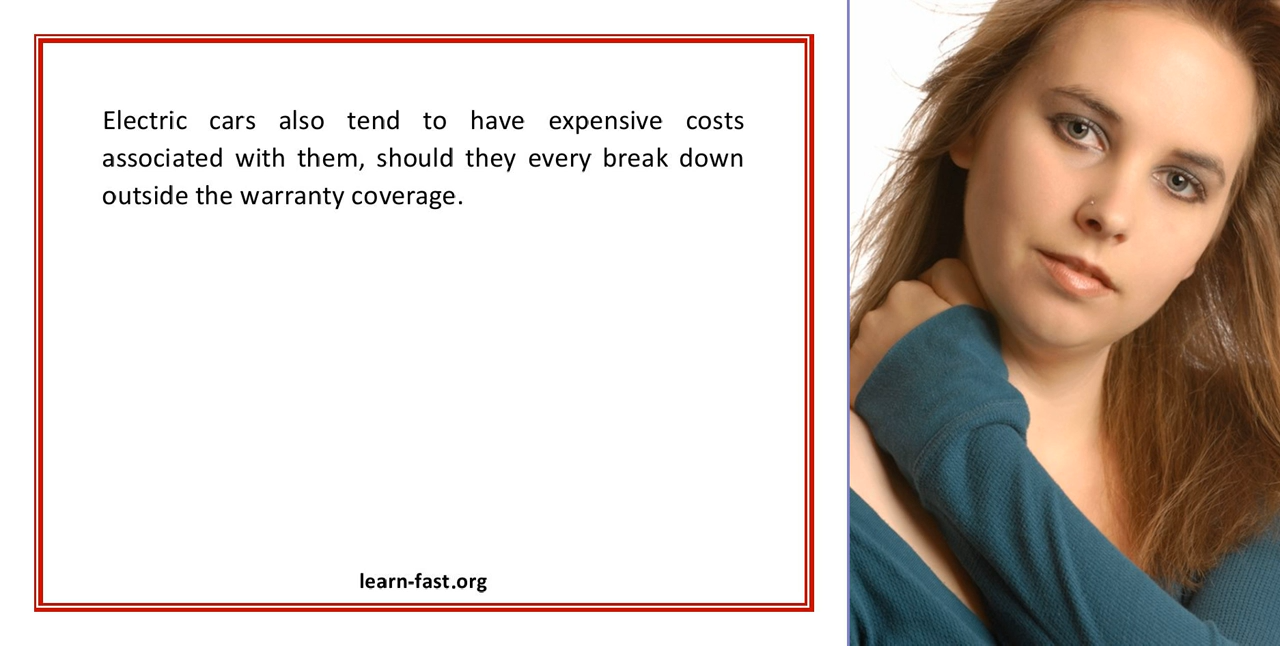 Electric cars also tend to have expensive costs
associated with them, should they every break down
outside the warranty coverage.
learn-fast.org